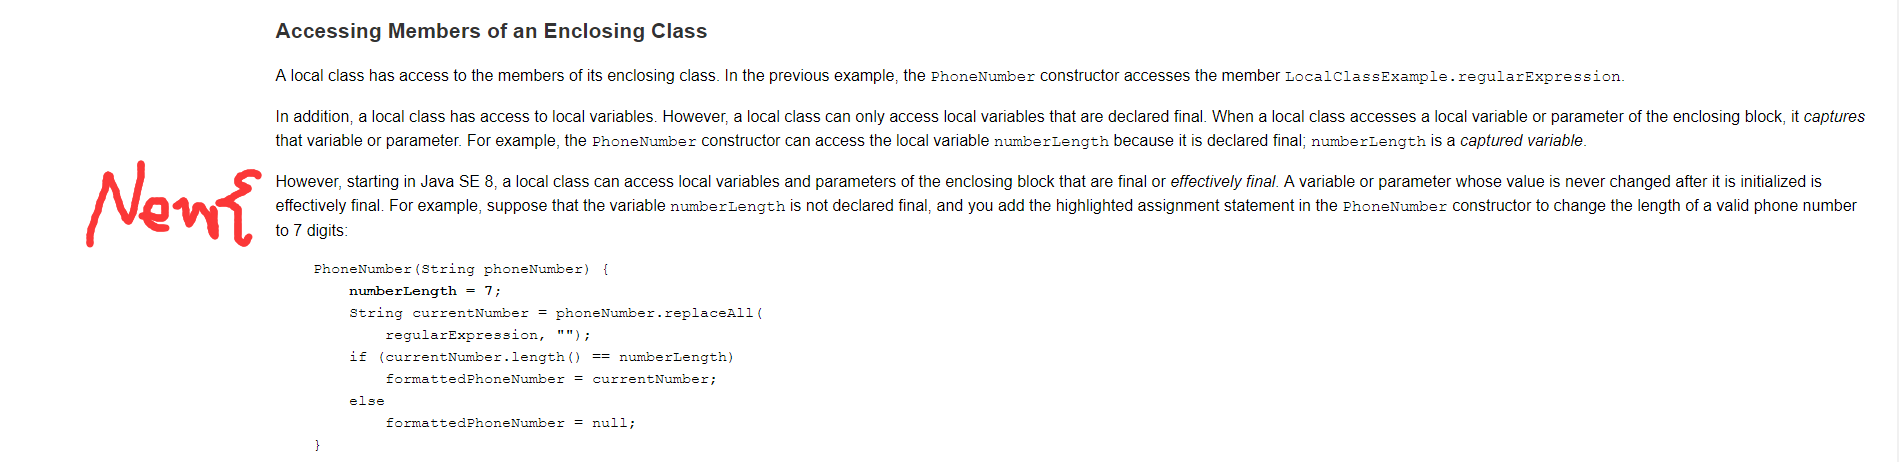 Accessing Members of an Enclosing Class
A local class has access to the members of its enclosing class. In the previous example, the PhoneNumber constructor accesses the member LocalClassExample.regularExpression.
In addition, a local class has access to local variables. However, a local class can only access local variables that are declared final. When a local class accesses a local variable or parameter of the enclosing block, it captures
that variable or parameter. For example, the PhoneNumber constructor can access the local variable numberLength because it is declared final; numberLength is a captured variable.
New{
However, starting in Java SE 8, a local class can access local variables and parameters of the enclosing block that are final or effectively final. A variable or parameter whose value is never changed after it is initialized is
effectively final. For example, suppose that the variable numberLength is not declared final, and you add the highlighted assignment statement in the PhoneNumber constructor to change the length of a valid phone number
to 7 digits:
PhoneNumber(String phoneNumber) {
    numberLength = 7;
    String currentNumber = phoneNumber.replaceAll(
        regularExpression, "");
    if (currentNumber.length() == numberLength)
        formattedPhoneNumber = currentNumber;
    else
        formattedPhoneNumber = null;
}